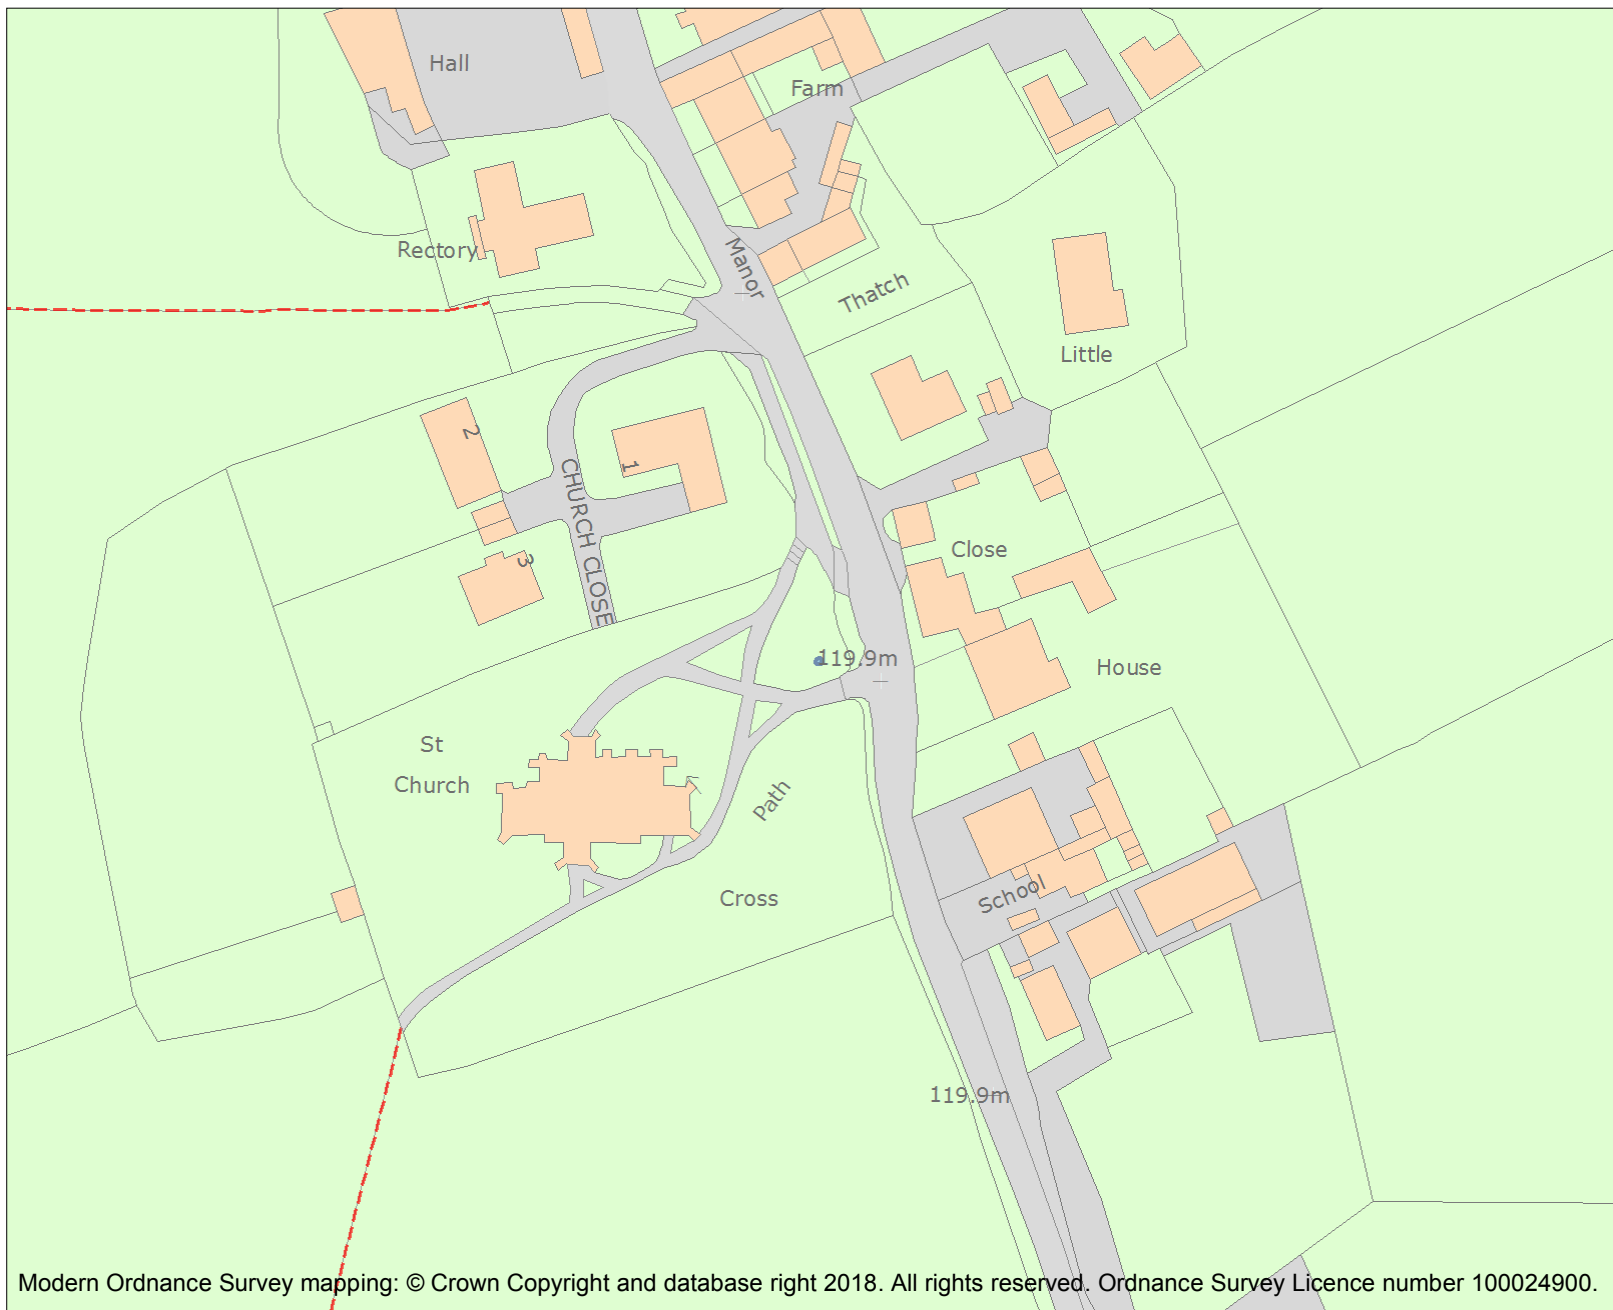 Hall
Farm
Rectory
Manor
Thatch
Little
2
1
CHURCH CLOSE
3
Close
119.9m
House
St
Church
Path
School
Cross
119.9m
Modern Ordnance Survey mapping: © Crown Copyright and database right 2018. All rights reserved. Ordnance Survey Licence number 100024900.